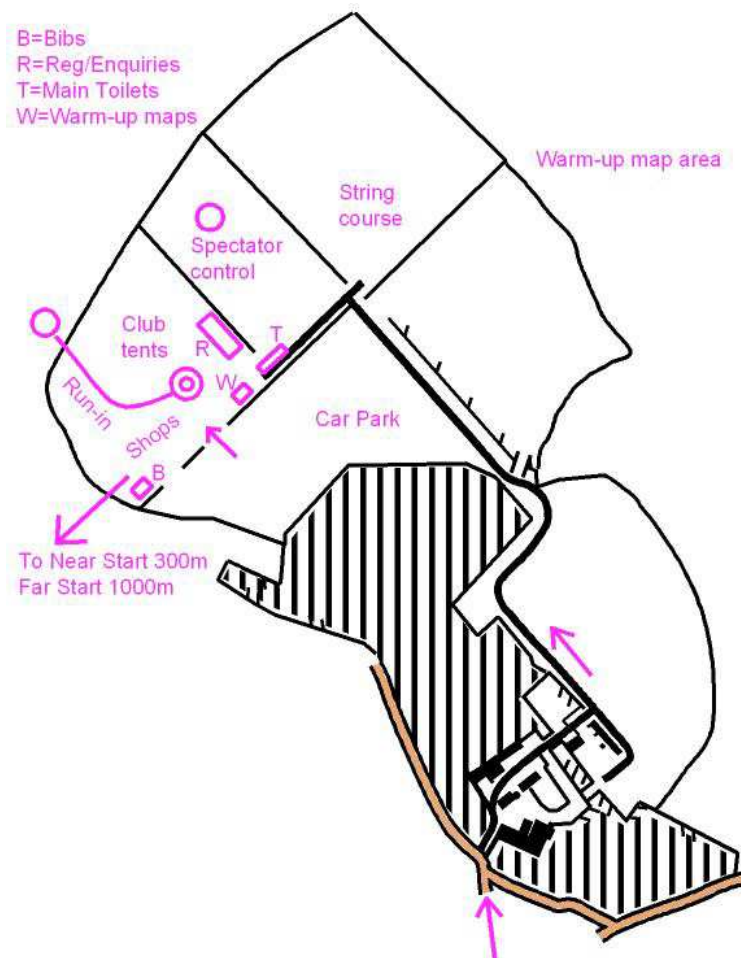 B=Bibs
R=Reg/Enquiries
T=Main Toilets
W=Warm-up maps
Warm-up map area
String
course
Spectator
control
Club
tents
R
T
W
Run-in
Shops
Car Park
B
To Near Start 300m
Far Start 1000m